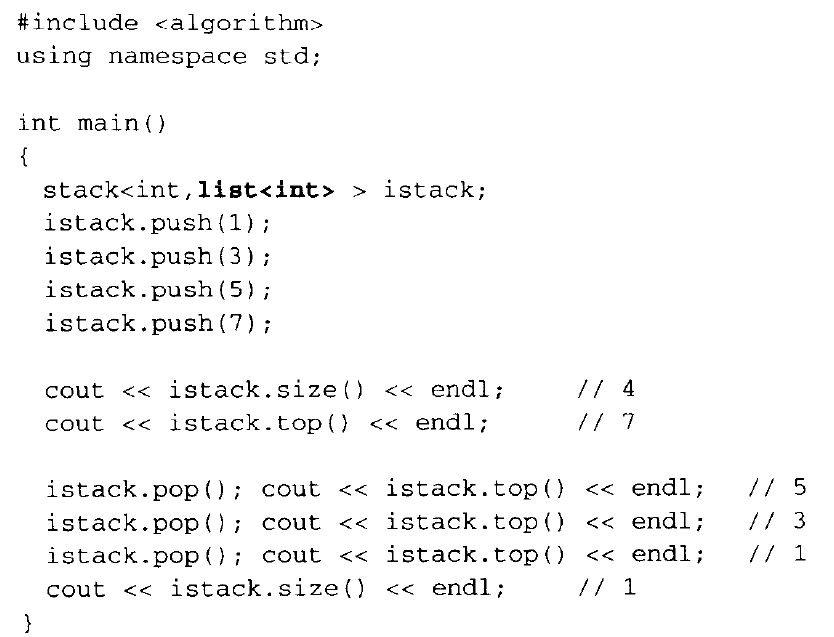 #include <algorithm>
using namespace std;
int main()
{
stack<int,list<int> > istack;
istack.push(1);
istack.push(3);
istack.push(5);
istack.push(7);
cout << istack.size() << endl; // 4
cout << istack.top() << endl; // 7
istack.pop(); cout << istack.top() << endl; // 5
istack.pop(); cout << istack.top() << endl; // 3
istack.pop(); cout << istack.top() << endl; // 1
cout << istack.size() << endl; // 1
}